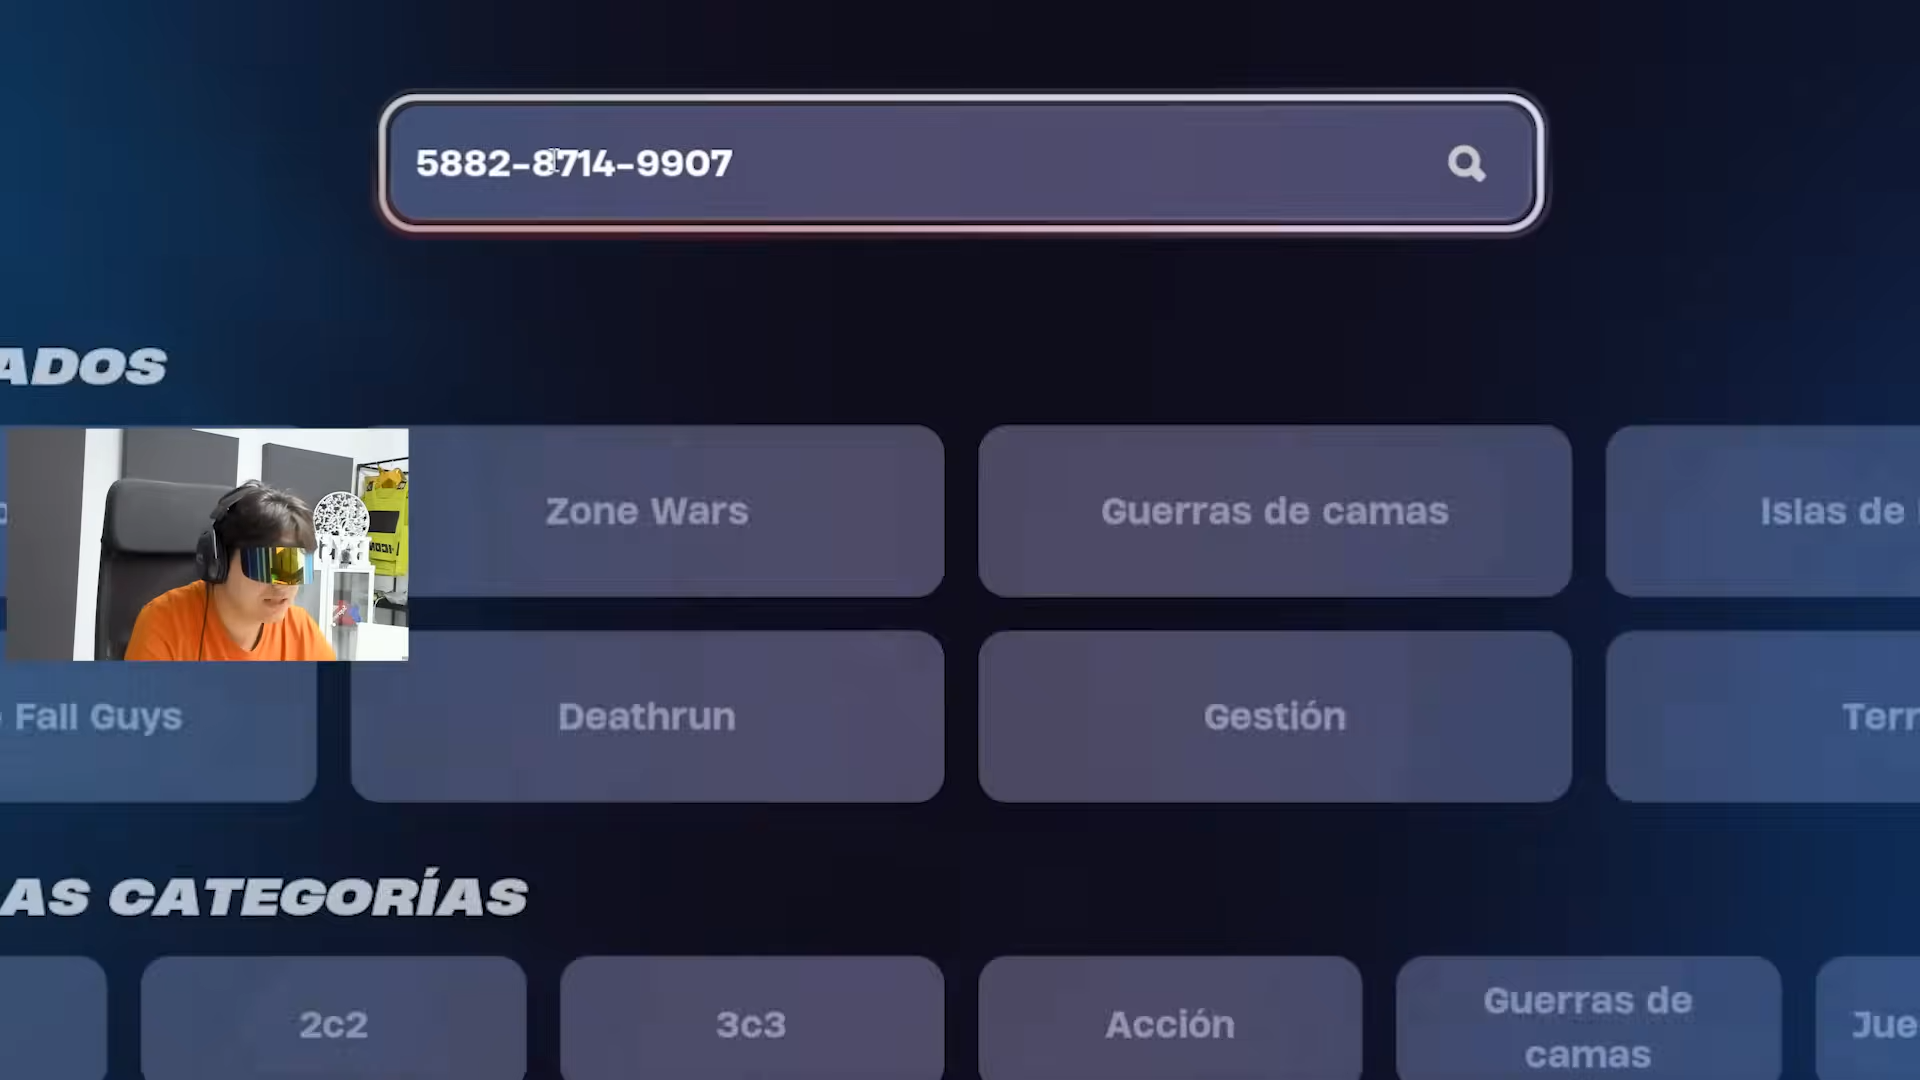 5882-8714-9907
ADOS
Zone Wars
Guerras de camas
Islas de
Fall Guys
Deathrun
Gestión
Terr
AS CATEGORÍAS
2c2
3c3
Acción
Guerras de
camas
Jue